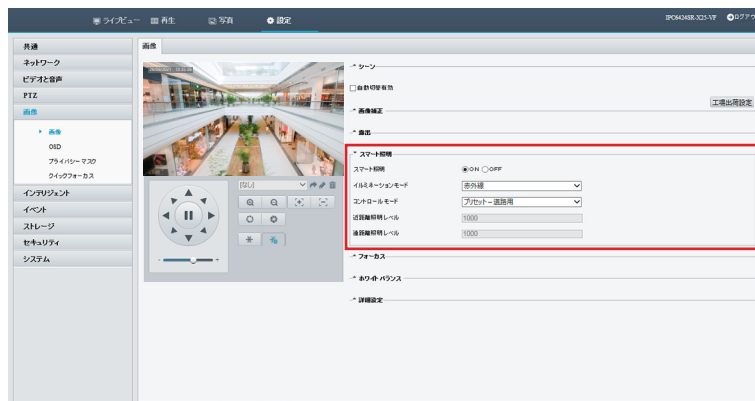 ライブビュー 再生 写真 設定 IPC6424SR-X25-VF ログアウ
共通
ネットワーク
ビデオと音声
PTZ
画像
画像
OSD
プライバシーマスク
クイックフォーカス
インテリジェント
イベント
ストレージ
セキュリティ
システム
画像
[なし]
シーン
自動切替有効
工場出荷設定
画像補正
露出
スマート照明
スマート照明 ON OFF
イルミネーションモード 赤外線
コントロールモード プリセット－道路用
近距離照明レベル 1000
遠距離照明レベル 1000
フォーカス
ホワイトバランス
詳細設定